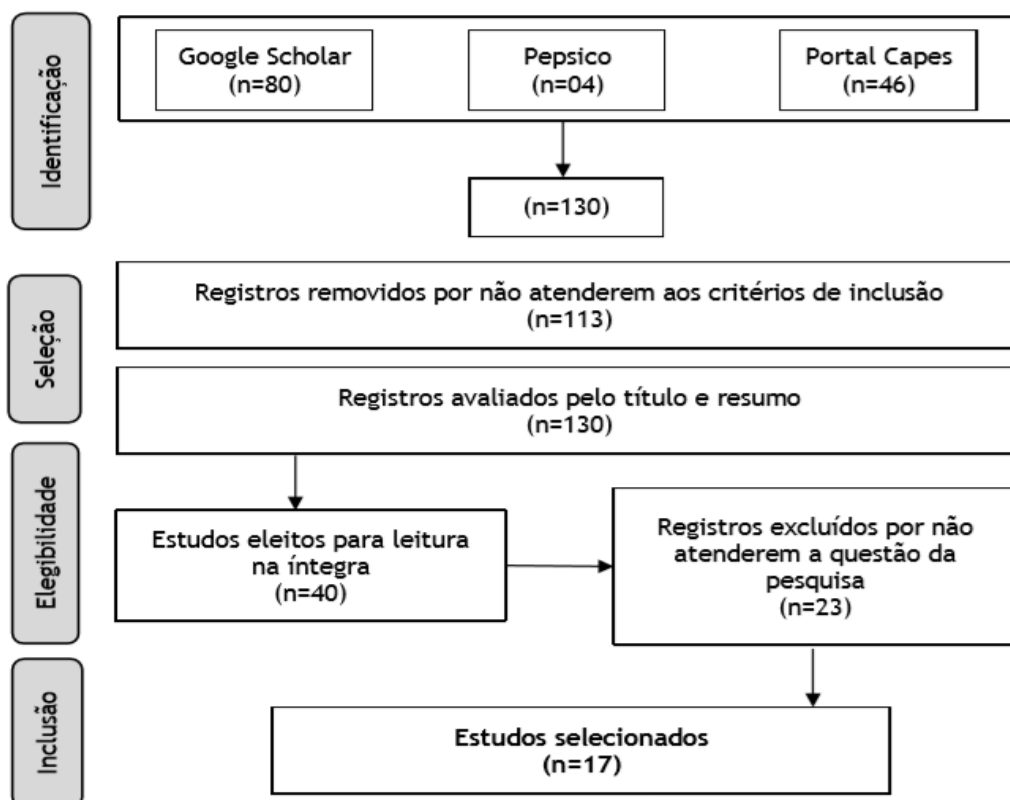 Identificação
Google Scholar
(n=80)
Pepsico
(n=04)
Portal Capes
(n=46)
(n=130)
Seleção
Registros removidos por não atenderem aos critérios de inclusão
(n=113)
Registros avaliados pelo título e resumo
(n=130)
Elegibilidade
Estudos eleitos para leitura
na íntegra
(n=40)
Registros excluídos por não
atenderem a questão da
pesquisa
(n=23)
Inclusão
Estudos selecionados
(n=17)